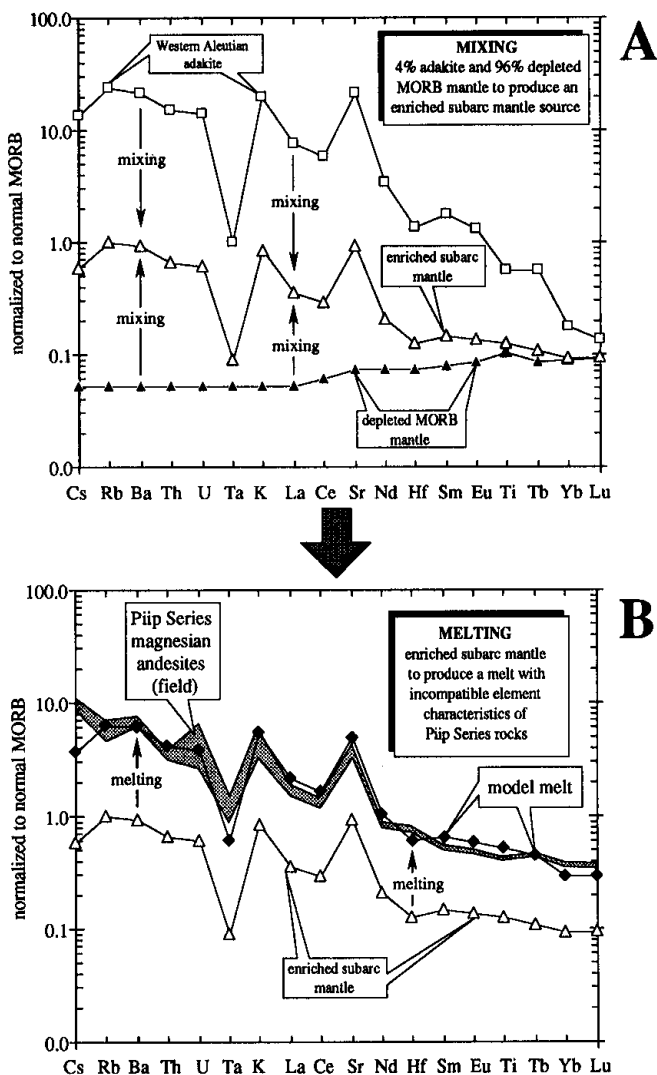 A
MIXING
4% adakite and 96% depleted
MORB mantle to produce an
enriched subarc mantle source
Western Aleutian
adakite
mixing
mixing
mixing
mixing
enriched subarc
mantle
depleted MORB
mantle
normalized to normal MORB
100.0
10.0
1.0
0.1
0.0
Cs Rb Ba Th U Ta K La Ce Sr Nd Hf Sm Eu Ti Tb Yb Lu
B
MELTING
enriched subarc mantle
to produce a melt with
incompatible element
characteristics of
Piip Series rocks
Piip Series
magnesian
andesites
(field)
melting
model melt
melting
enriched subarc
mantle
normalized to normal MORB
100.0
10.0
1.0
0.1
0.0
Cs Rb Ba Th U Ta K La Ce Sr Nd Hf Sm Eu Ti Tb Yb Lu